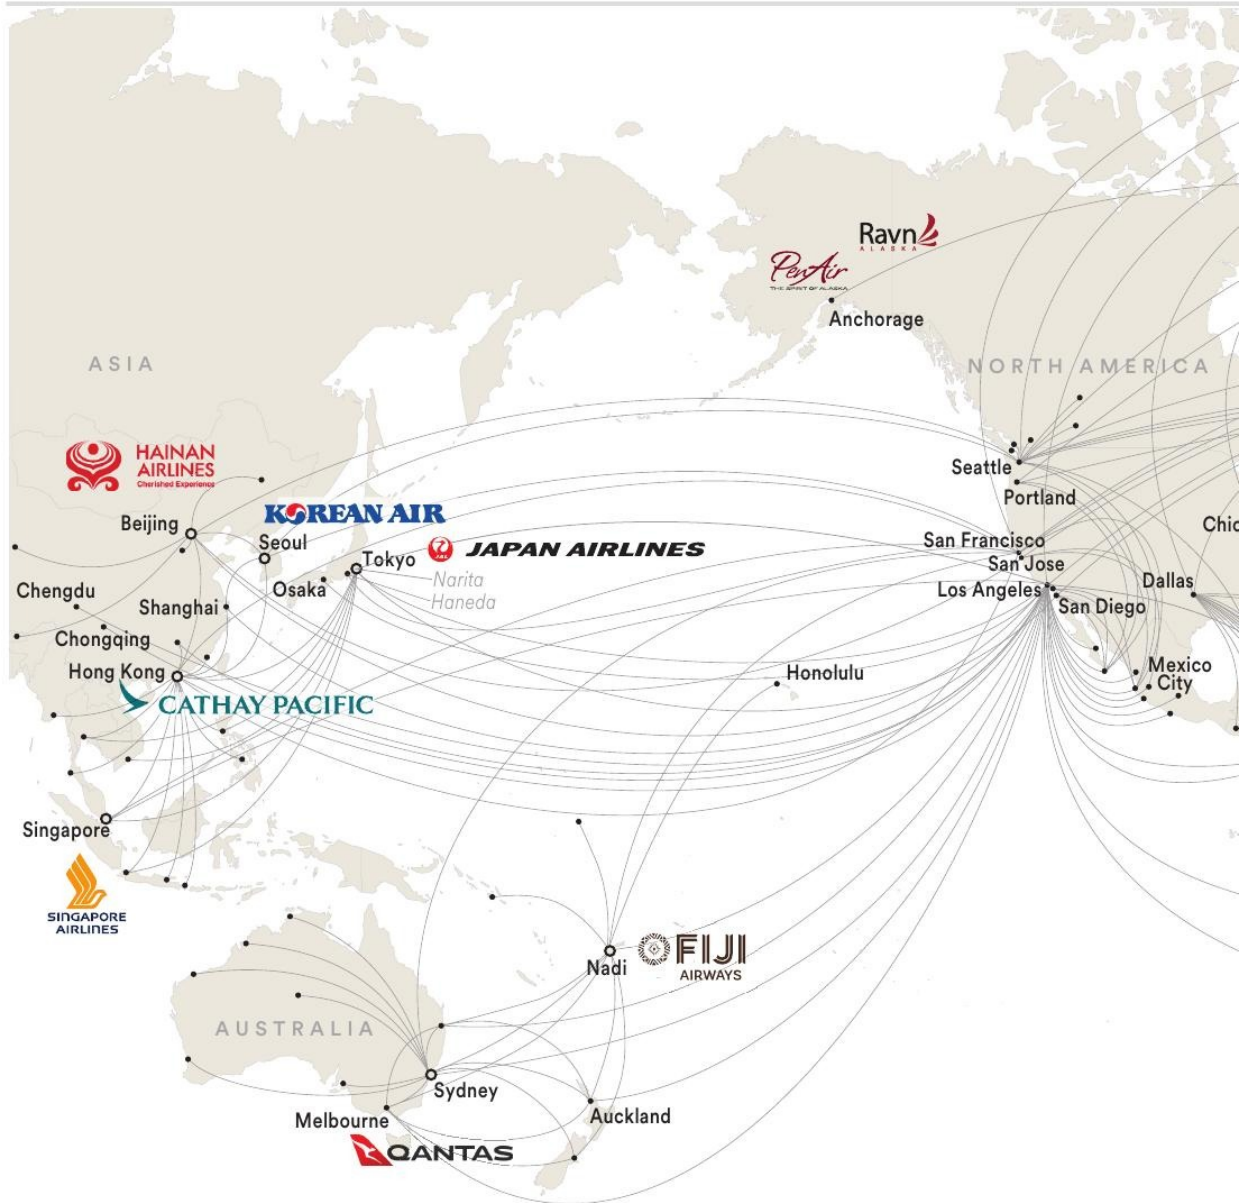 Ravn
ALASKA
PenAir
THE SPIRIT OF ALASKA
Anchorage
ASIA
NORTH AMERICA
HAINAN
AIRLINES
Cherished Experience
Seattle
Portland
KOREAN AIR
Beijing
Seoul
Chic
San Francisco
JAL
JAPAN AIRLINES
Tokyo
San Jose
Narita
Haneda
Osaka
Chengdu
Shanghai
Los Angeles
San Diego
Dallas
Chongqing
Hong Kong
Honolulu
Mexico
City
CATHAY PACIFIC
Singapore
SINGAPORE
AIRLINES
FIJI
AIRWAYS
Nadi
AUSTRALIA
Sydney
Melbourne
Auckland
QANTAS